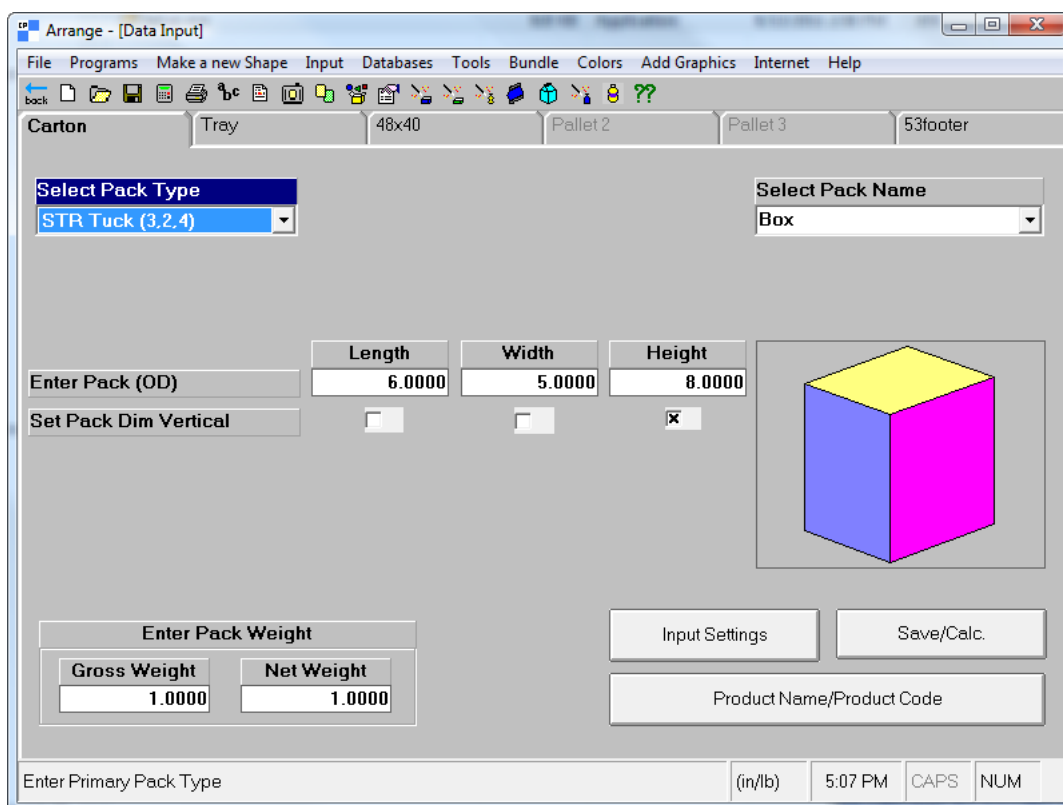 CP
Arrange - [Data Input]
File Programs Make a new Shape Input Databases Tools Bundle Colors Add Graphics Internet Help
back abc ??
Carton Tray 48x40 Pallet 2 Pallet 3 53footer
Select Pack Type Select Pack Name
STR Tuck (3,2,4) Box
Length Width Height
Enter Pack (OD) 6.0000 5.0000 8.0000
Set Pack Dim Vertical
Enter Pack Weight Input Settings Save/Calc.
Gross Weight Net Weight
1.0000 1.0000 Product Name/Product Code
Enter Primary Pack Type (in/lb) 5:07 PM CAPS NUM